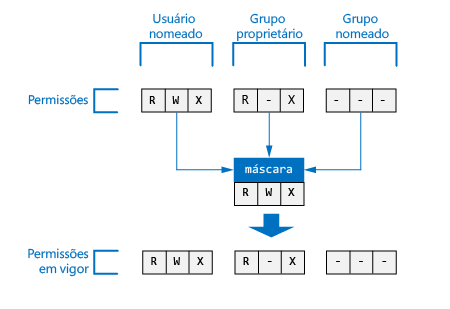 Usuário nomeado
Grupo proprietário
Grupo nomeado
Permissões
R W X
R - X
- - -
máscara
R W X
Permissões em vigor
R W X
R - X
- - -